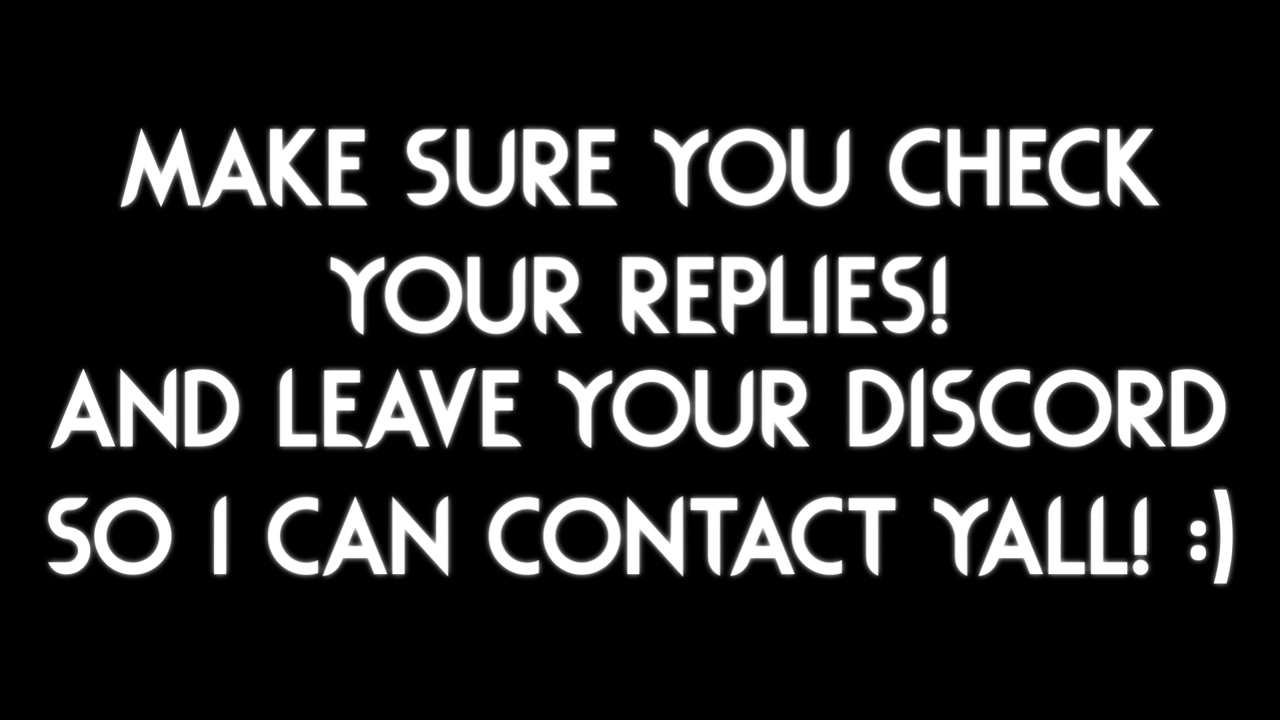 MAKE SURE YOU CHECK
YOUR REPLIES!
AND LEAVE YOUR DISCORD
SO I CAN CONTACT YALL! :)